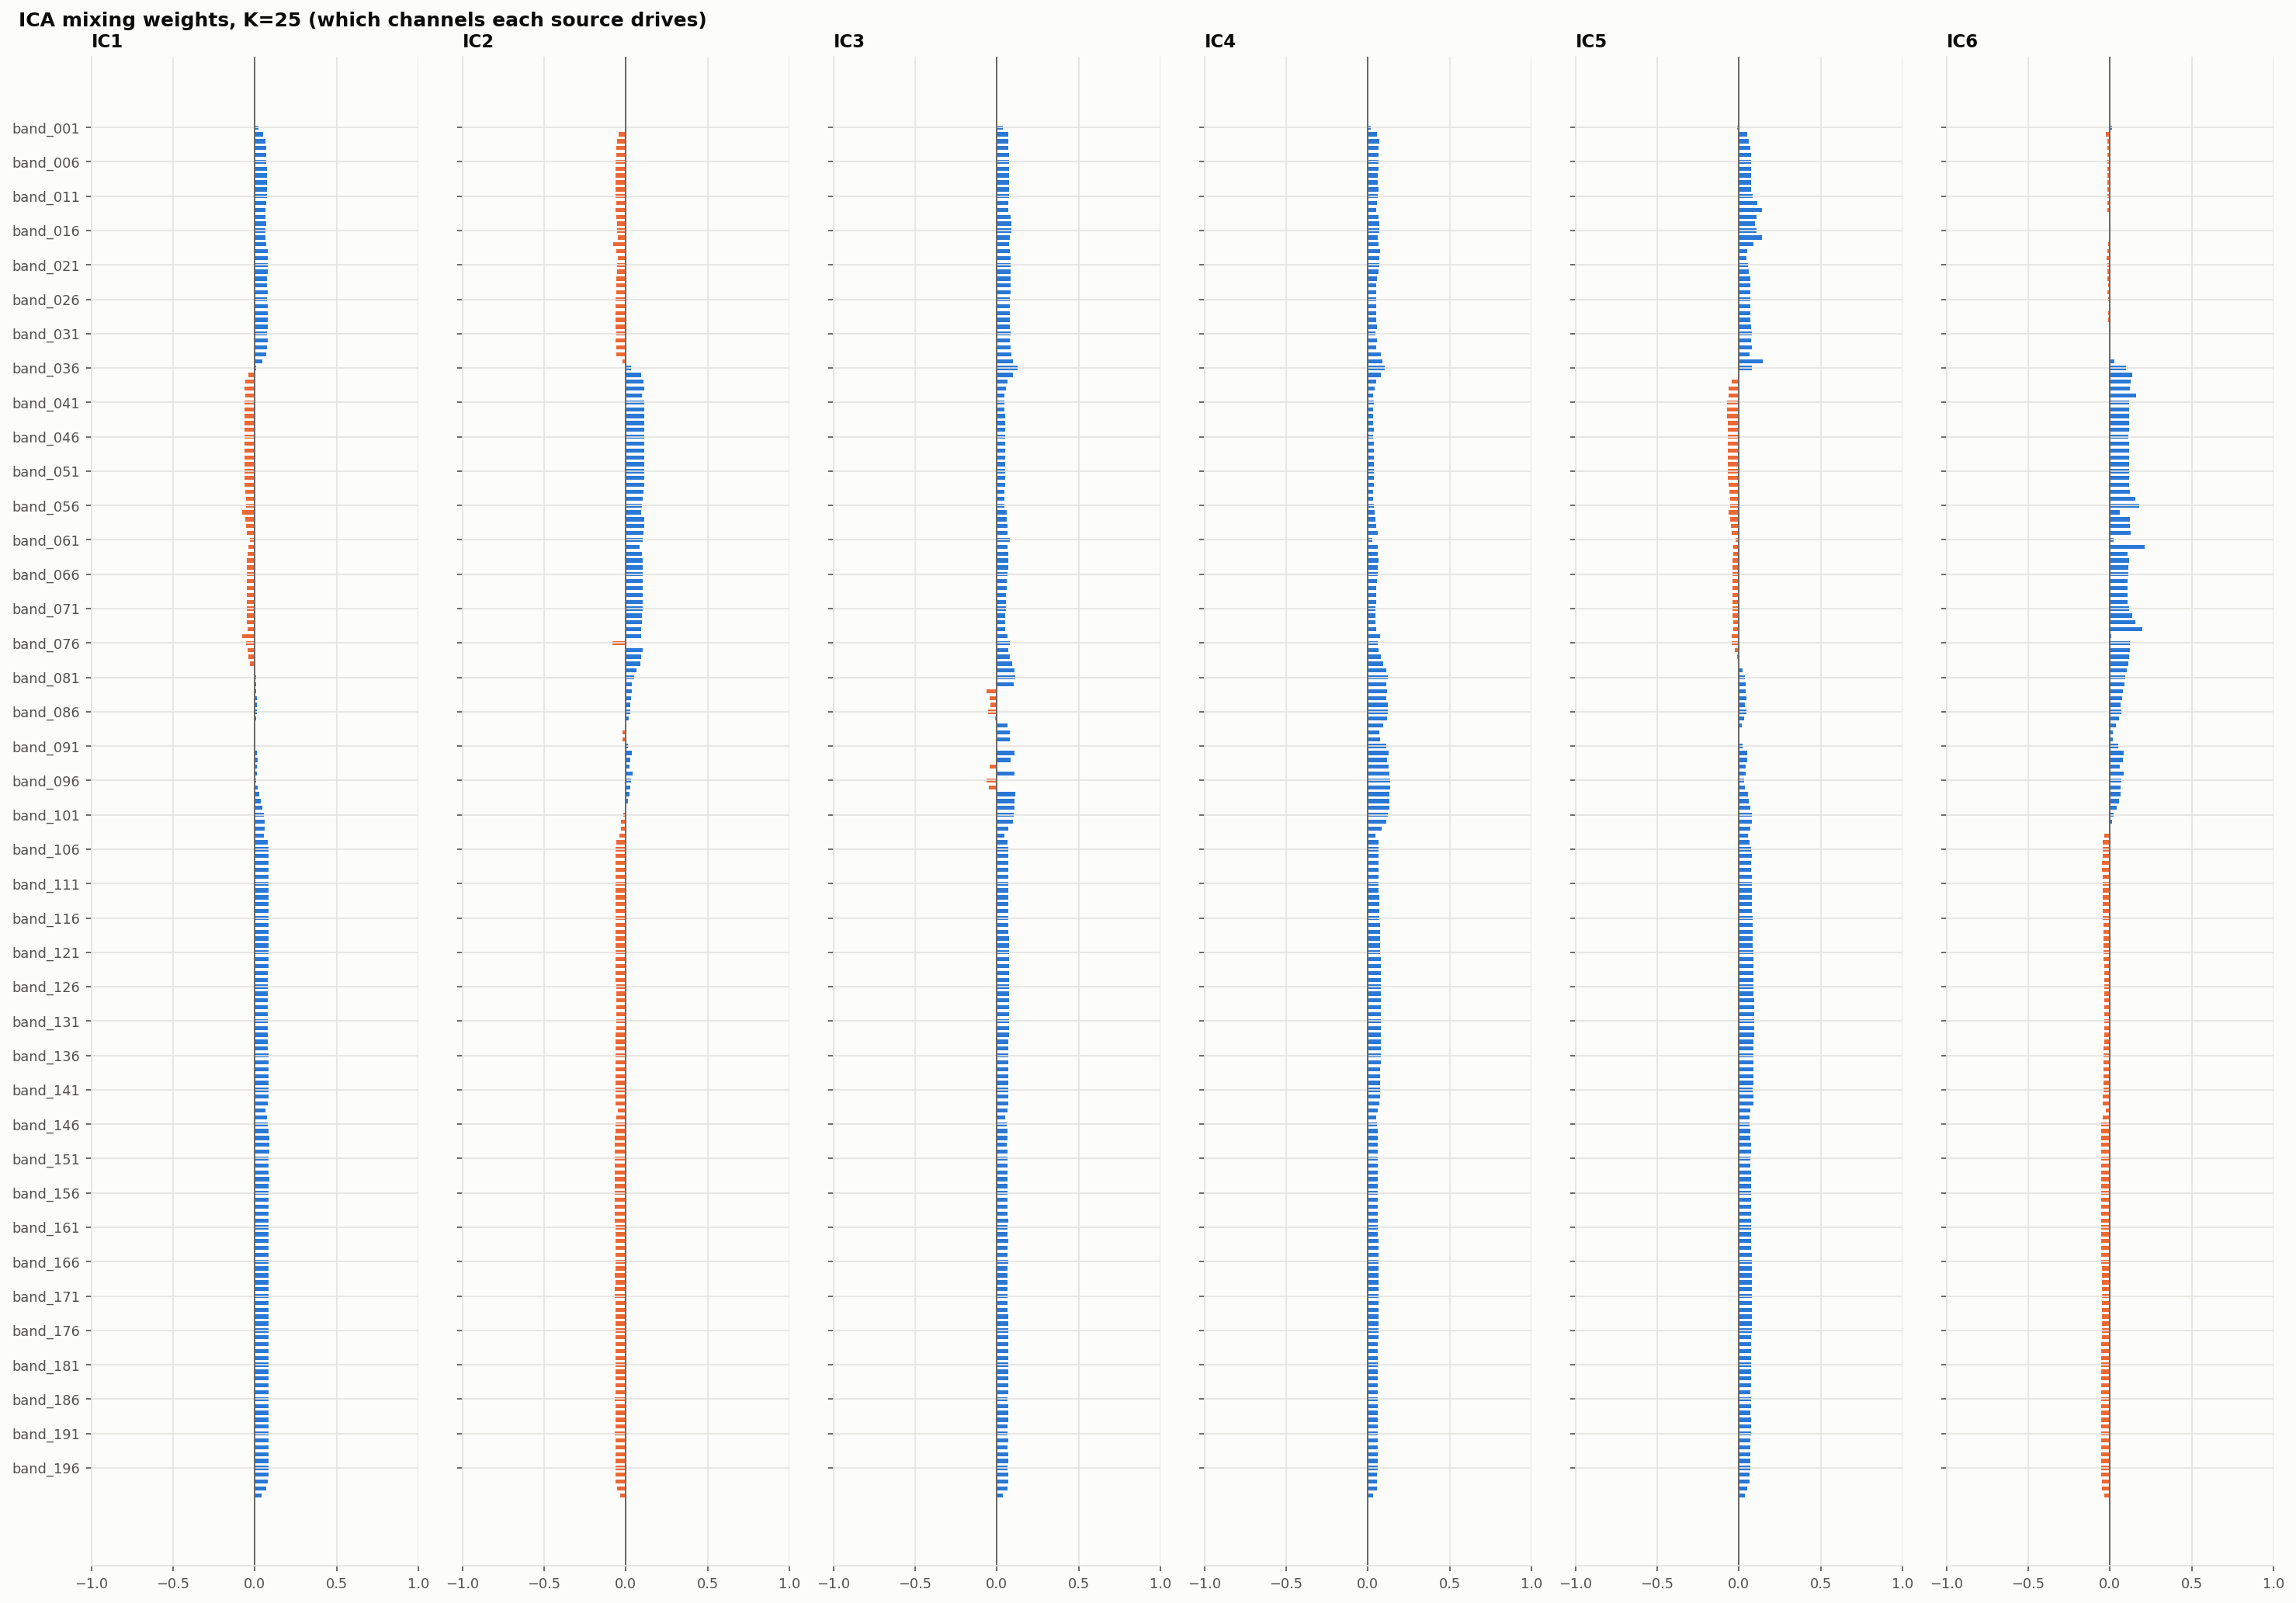 ICA mixing weights, K=25 (which channels each source drives)
IC1 IC2 IC3 IC4 IC5 IC6
band_001
band_006
band_011
band_016
band_021
band_026
band_031
band_036
band_041
band_046
band_051
band_056
band_061
band_066
band_071
band_076
band_081
band_086
band_091
band_096
band_101
band_106
band_111
band_116
band_121
band_126
band_131
band_136
band_141
band_146
band_151
band_156
band_161
band_166
band_171
band_176
band_181
band_186
band_191
band_196
−1.0 −0.5 0.0 0.5 1.0 −1.0 −0.5 0.0 0.5 1.0 −1.0 −0.5 0.0 0.5 1.0 −1.0 −0.5 0.0 0.5 1.0 −1.0 −0.5 0.0 0.5 1.0 −1.0 −0.5 0.0 0.5 1.0